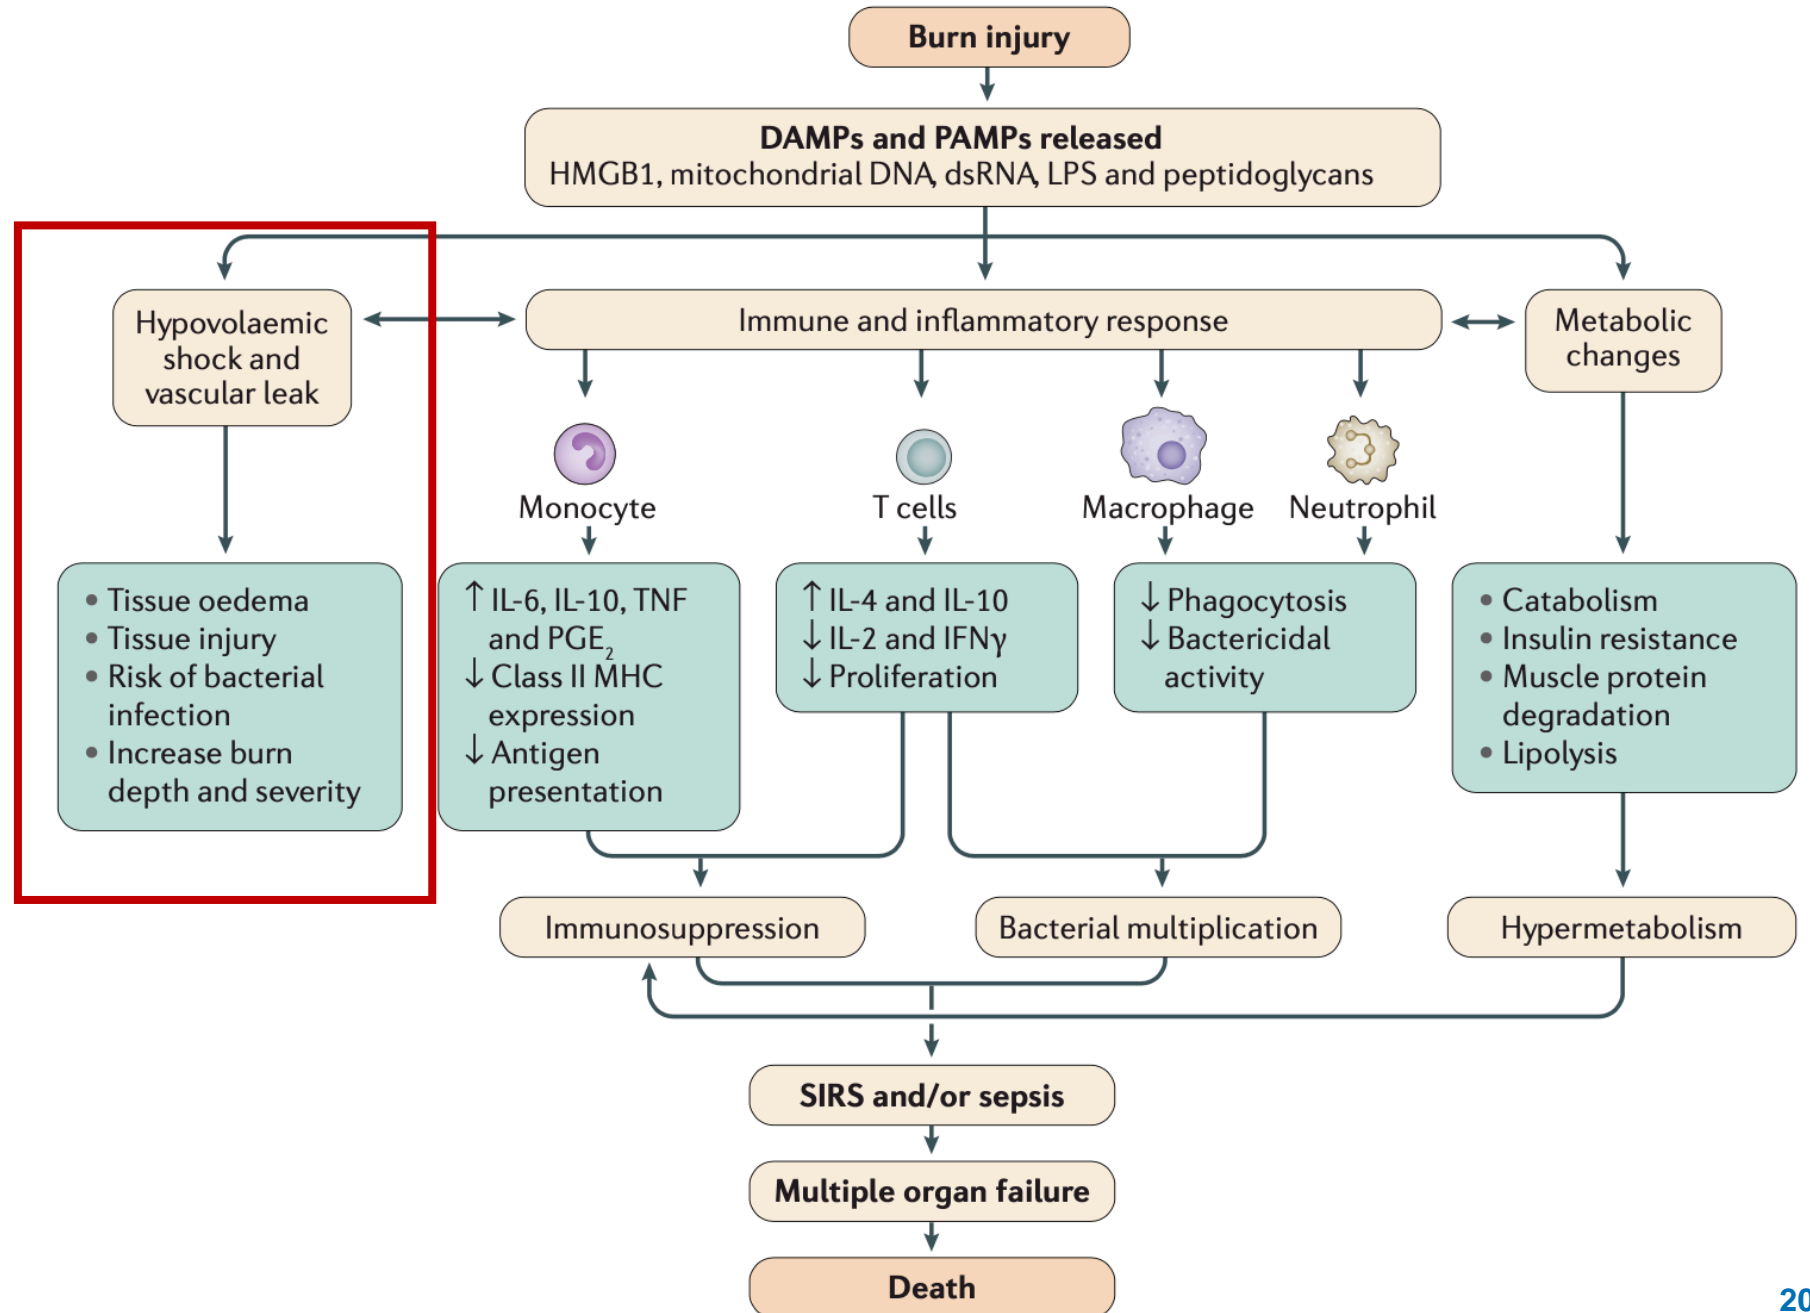 Burn injury
DAMPs and PAMPs released
HMGB1, mitochondrial DNA, dsRNA, LPS and peptidoglycans
Hypovolaemic
shock and
vascular leak
Immune and inflammatory response
Metabolic
changes
Monocyte
T cells
Macrophage
Neutrophil
• Tissue oedema
• Tissue injury
• Risk of bacterial
infection
• Increase burn
depth and severity
↑ IL-6, IL-10, TNF
and PGE₂
↓ Class II MHC
expression
↓ Antigen
presentation
↑ IL-4 and IL-10
↓ IL-2 and IFNγ
↓ Proliferation
↓ Phagocytosis
↓ Bactericidal
activity
• Catabolism
• Insulin resistance
• Muscle protein
degradation
• Lipolysis
Immunosuppression
Bacterial multiplication
Hypermetabolism
SIRS and/or sepsis
Multiple organ failure
Death
20